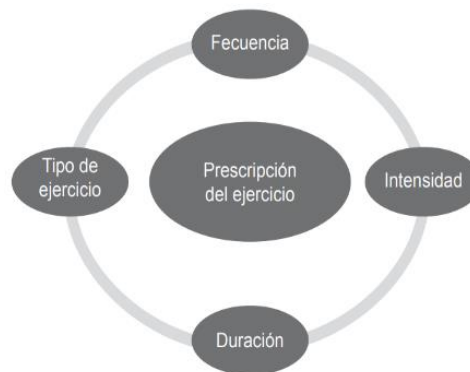 Fecuencia
Tipo de
ejercicio
Prescripción
del ejercicio
Intensidad
Duración